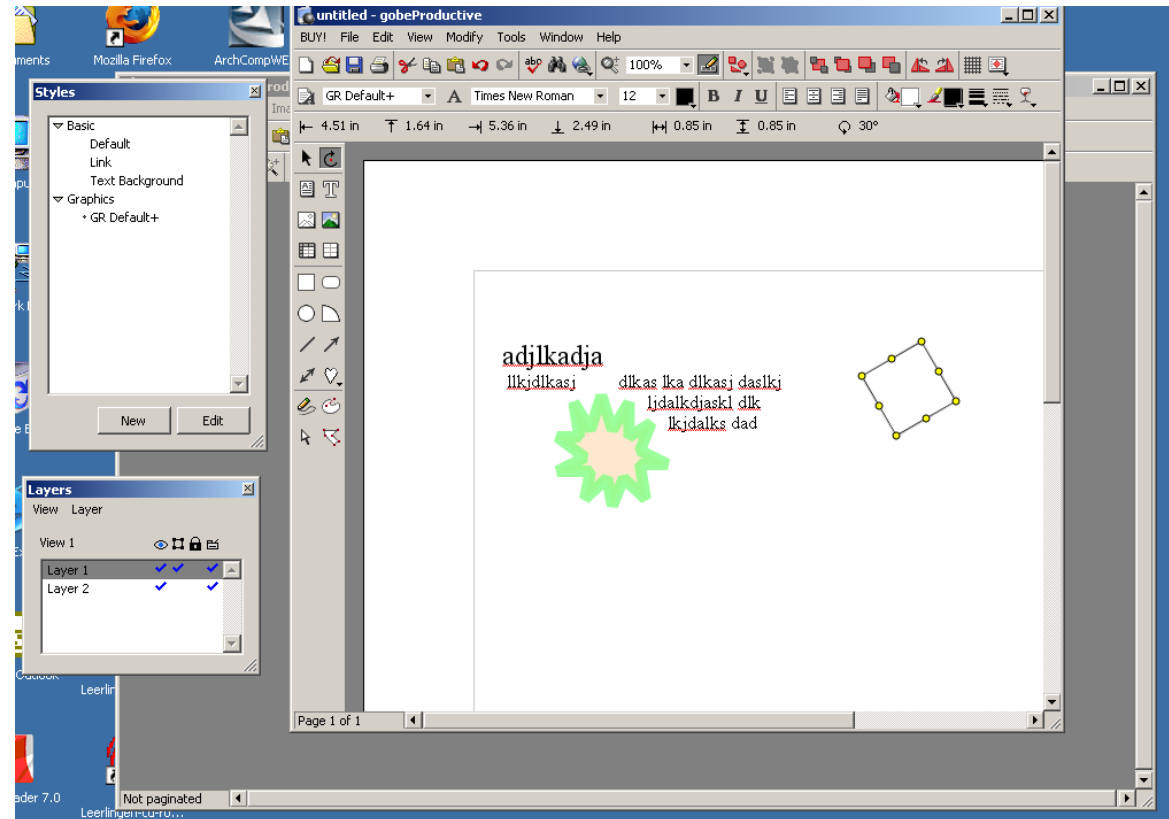 uments
Mozilla Firefox
ArchCompWE
untitled - gobeProductive
BUY! File Edit View Modify Tools Window Help
100%
GR Default+ A Times New Roman 12 B I U
4.51 in 1.64 in 5.36 in 2.49 in 0.85 in 0.85 in 30°
Styles
Basic
Default
Link
Text Background
Graphics
GR Default+
New Edit
Layers
View Layer
View 1
Layer 1
Layer 2
adjlkadja
llkjdlkasj dlkas lka dlkasj daslkj
ljdalkdjaskl dlk
lkjdalks dad
Page 1 of 1
Leerlin
ader 7.0
Not paginated
Leerlingen-cd-ro...